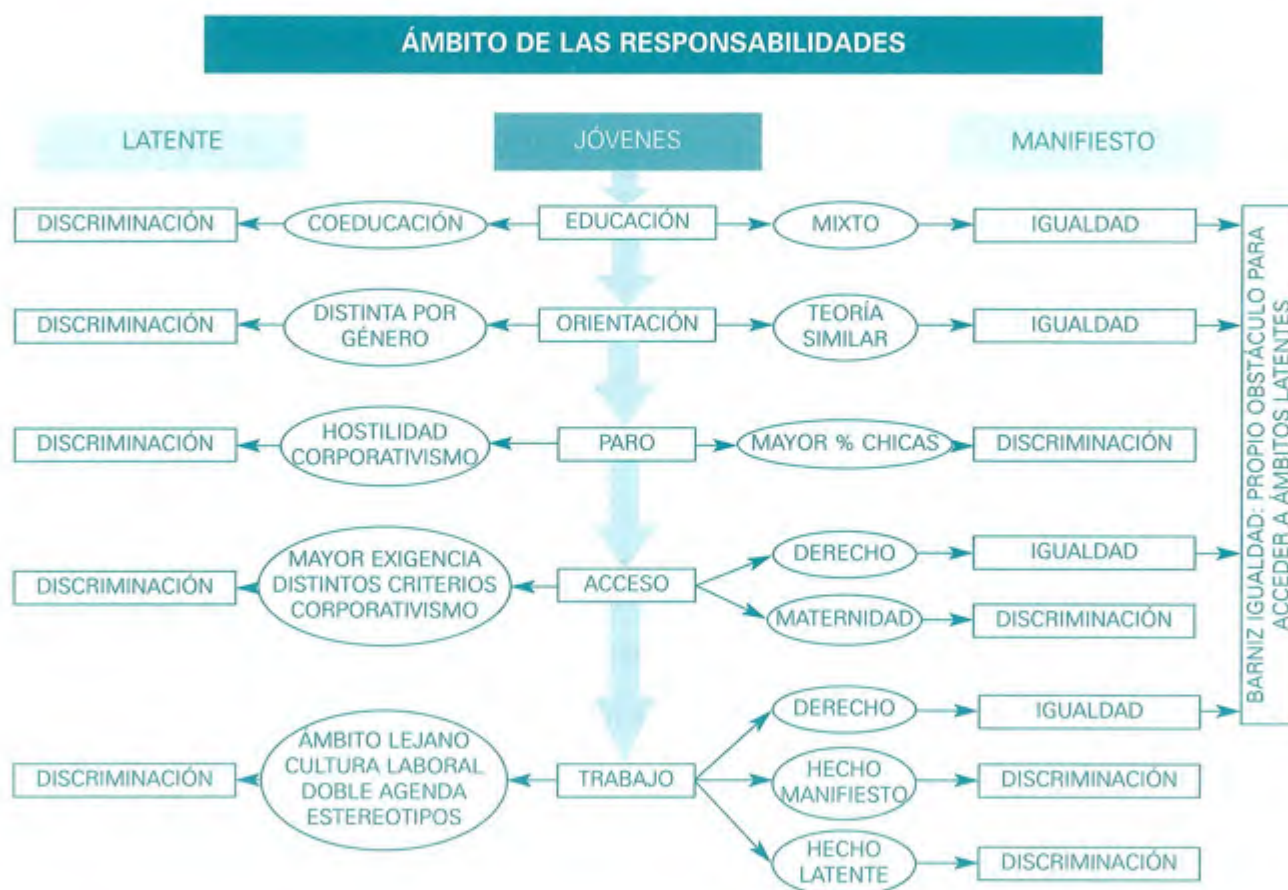 ÁMBITO DE LAS RESPONSABILIDADES
LATENTE
JÓVENES
MANIFIESTO
DISCRIMINACIÓN
COEDUCACIÓN
EDUCACIÓN
MIXTO
IGUALDAD
DISCRIMINACIÓN
DISTINTA POR
GÉNERO
ORIENTACIÓN
TEORÍA
SIMILAR
IGUALDAD
DISCRIMINACIÓN
HOSTILIDAD
CORPORATIVISMO
PARO
MAYOR % CHICAS
DISCRIMINACIÓN
DISCRIMINACIÓN
MAYOR EXIGENCIA
DISTINTOS CRITERIOS
CORPORATIVISMO
ACCESO
DERECHO
IGUALDAD
MATERNIDAD
DISCRIMINACIÓN
DISCRIMINACIÓN
ÁMBITO LEJANO
CULTURA LABORAL
DOBLE AGENDA
ESTEREOTIPOS
TRABAJO
DERECHO
IGUALDAD
HECHO
MANIFIESTO
DISCRIMINACIÓN
HECHO
LATENTE
DISCRIMINACIÓN
BARNIZ IGUALDAD: PROPIO OBSTÁCULO PARA
ACCEDER A ÁMBITOS LATENTES